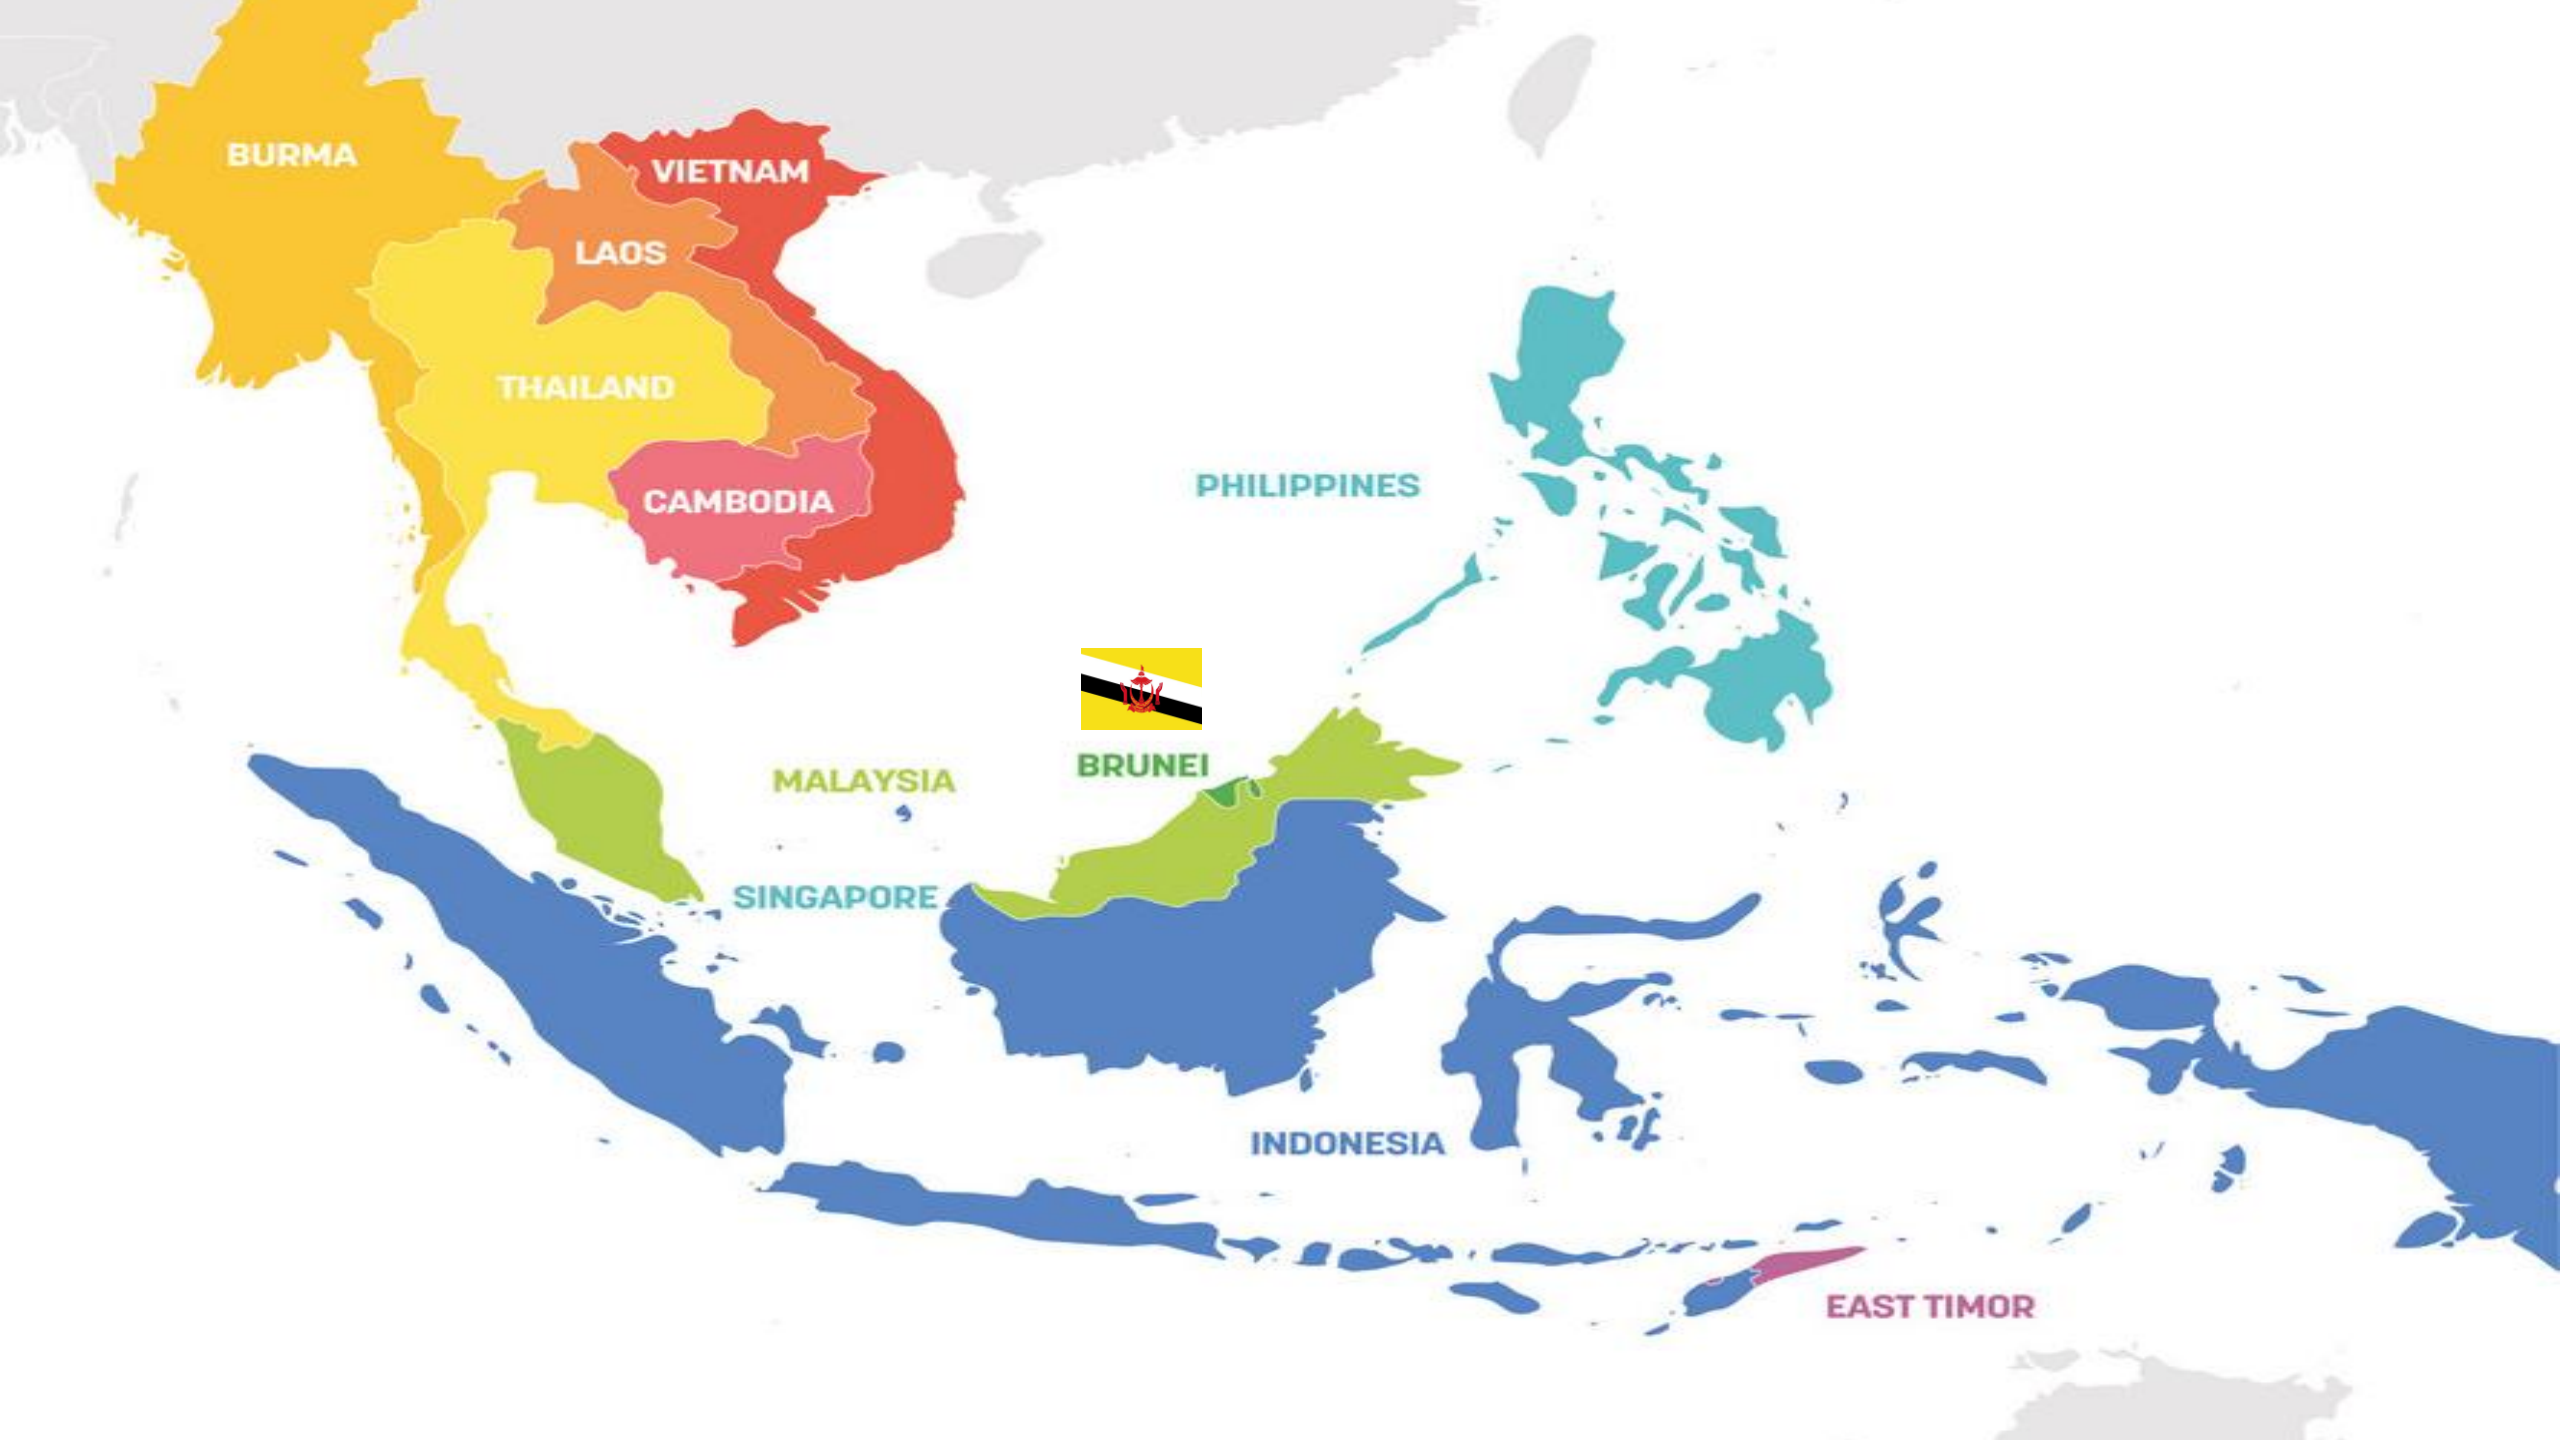 BURMA
VIETNAM
LAOS
THAILAND
CAMBODIA
PHILIPPINES
BRUNEI
MALAYSIA
SINGAPORE
INDONESIA
EAST TIMOR